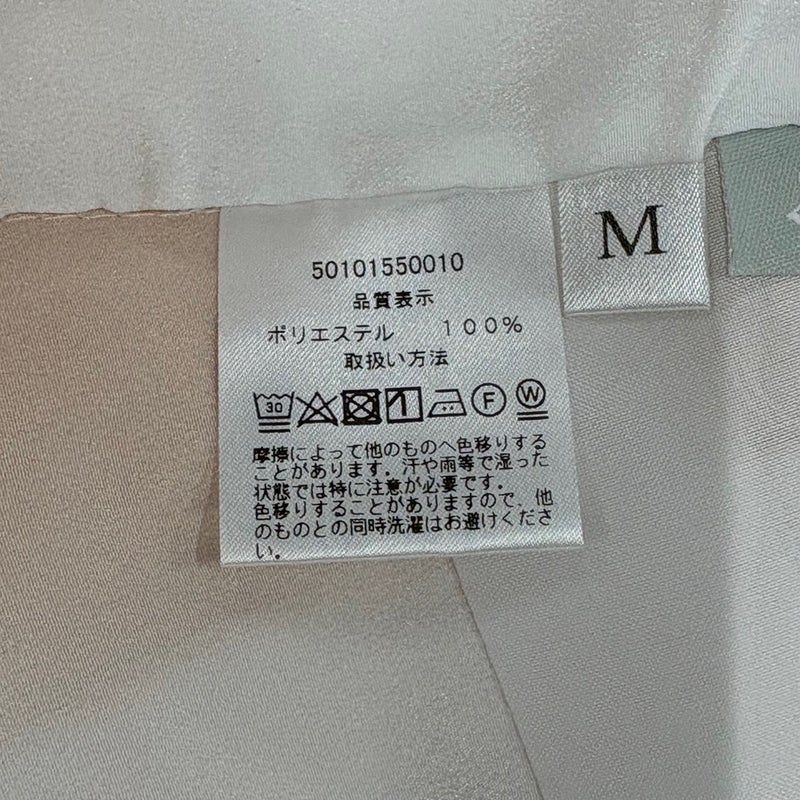 50101550010
M
品質表示
ポリエステル 100%
取扱い方法
30 F W
摩擦によって他のものへ色移りする
ことがあります。汗や雨等で湿った
状態では特に注意が必要です。
色移りすることがありますので、他
のものとの同時洗濯はお避けくださ
い。